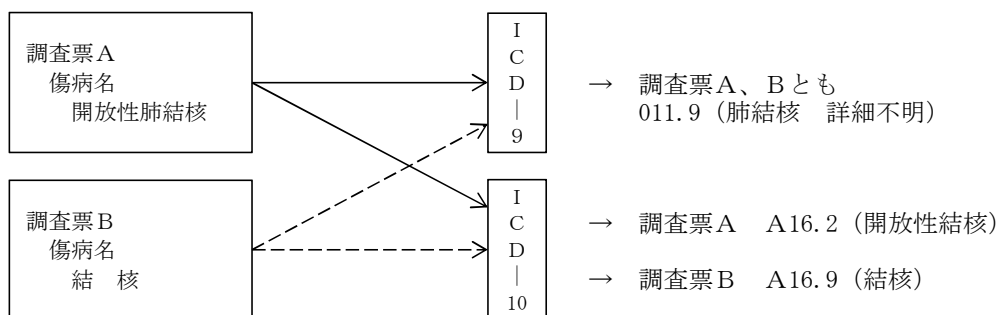 調査票A
傷病名
開放性肺結核
ICD-9
→ 調査票A、Bとも
011.9(肺結核 詳細不明)
調査票B
傷病名
結 核
ICD-10
→ 調査票A A16.2(開放性結核)
→ 調査票B A16.9(結核)